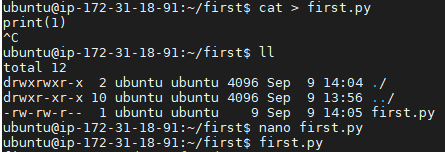 ubuntu@ip-172-31-18-91:~/first$ cat > first.py
print(1)
^C
ubuntu@ip-172-31-18-91:~/first$ ll
total 12
drwxrwxr-x  2 ubuntu ubuntu 4096 Sep  9 14:04 ./
drwxr-xr-x 10 ubuntu ubuntu 4096 Sep  9 13:56 ../
-rw-rw-r--  1 ubuntu ubuntu    9 Sep  9 14:05 first.py
ubuntu@ip-172-31-18-91:~/first$ nano first.py
ubuntu@ip-172-31-18-91:~/first$ first.py